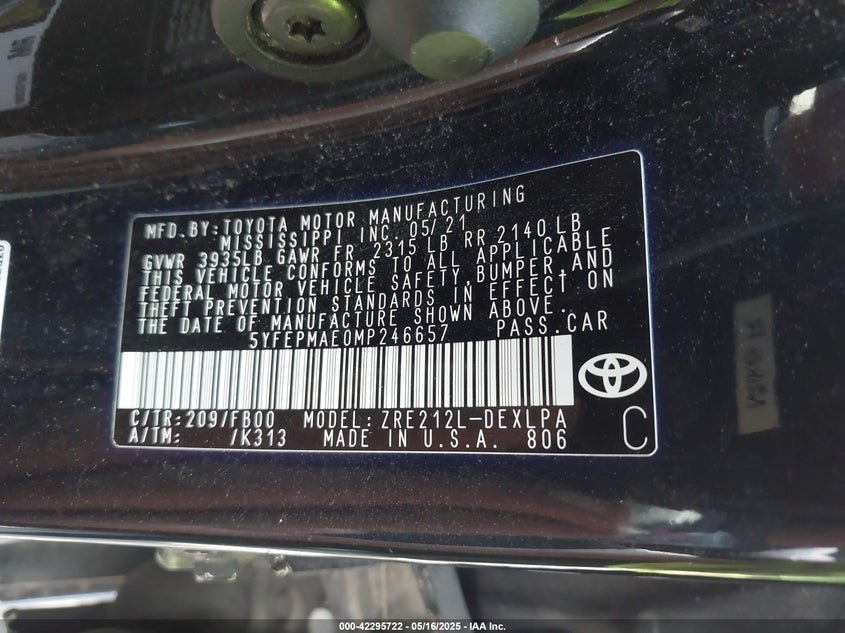 MFD.BY:TOYOTA MOTOR MANUFACTURING
MISSISSIPPI INC. 05/21
GVWR 3935LB GAWR FR 2315 LB RR 2140 LB
THIS VEHICLE CONFORMS TO ALL APPLICABLE
FEDERAL MOTOR VEHICLE SAFETY,BUMPER,AND
THEFT PREVENTION STANDARDS IN EFFECT ON
THE DATE OF MANUFACTURE SHOWN ABOVE.
5YFEPMAE0MP246657 PASS.CAR
C/TR:209/FB00 MODEL:ZRE212L-DEXLPA
A/TM: /K313 MADE IN U.S.A. 806
C
000-42295722 - 05/16/2025 - IAA Inc.